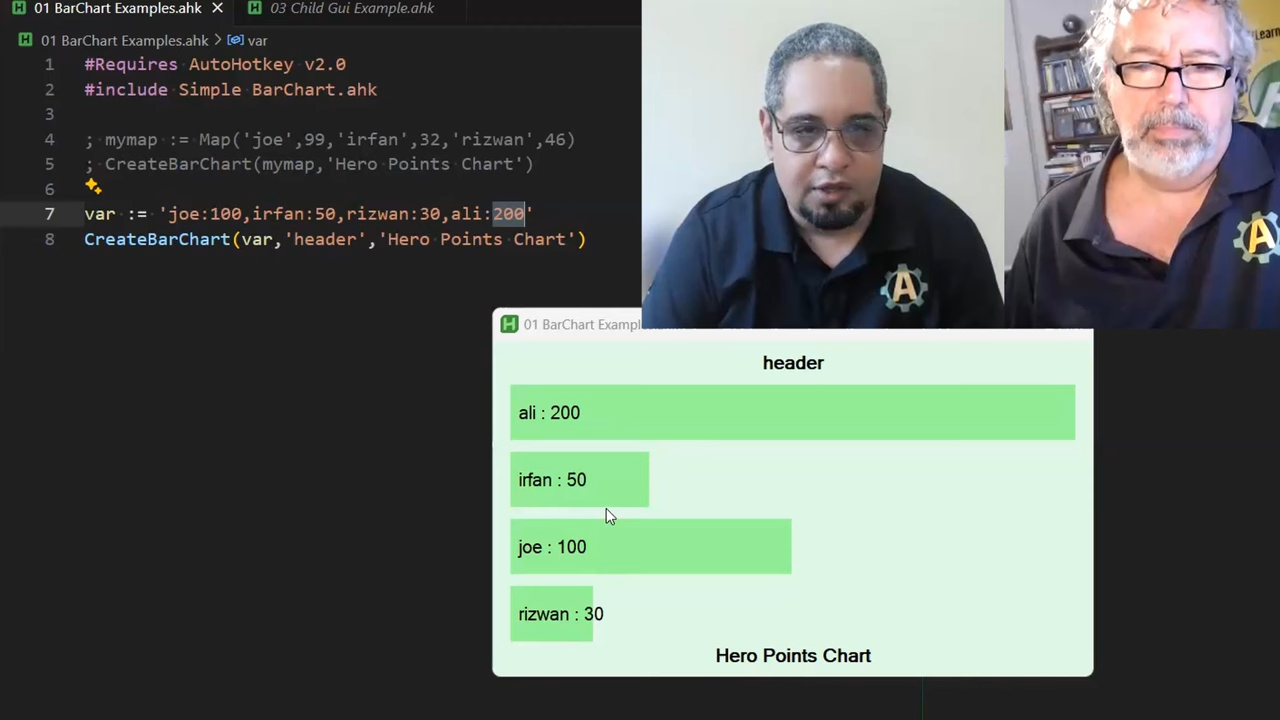 01 BarChart Examples.ahk
03 Child Gui Example.ahk
01 BarChart Examples.ahk > var
1 #Requires AutoHotkey v2.0
2 #include Simple BarChart.ahk
3
4 ; mymap := Map('joe',99,'irfan',32,'rizwan',46)
5 ; CreateBarChart(mymap,'Hero Points Chart')
6
7 var := 'joe:100,irfan:50,rizwan:30,ali:200'
8 CreateBarChart(var,'header','Hero Points Chart')
Learn
A
A
01 BarChart Exampl
header
ali : 200
irfan : 50
joe : 100
rizwan : 30
Hero Points Chart